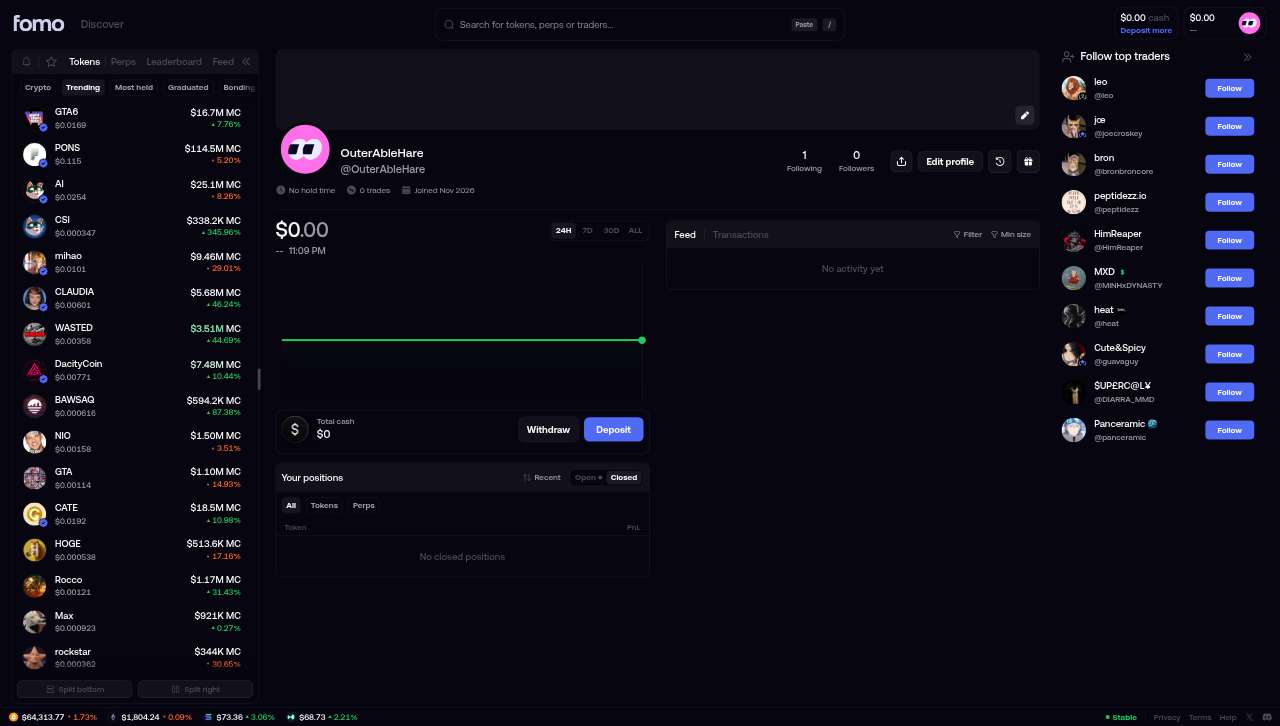 fomo
Discover
Search for tokens, perps or traders...
Paste
/
$0.00 cash
Deposit more
$0.00
—
Tokens
Perps
Leaderboard
Feed
Crypto
Trending
Most held
Graduated
Bonding
GTA6
$0.0169
$16.7M MC
7.76%
PONS
$0.115
$114.5M MC
5.20%
AI
$0.0254
$25.1M MC
8.26%
CSI
$0.000347
$338.2K MC
345.96%
mihao
$0.0101
$9.46M MC
29.01%
CLAUDIA
$0.00601
$5.68M MC
46.24%
WASTED
$0.00358
$3.51M MC
44.69%
DacityCoin
$0.00771
$7.48M MC
10.44%
BAWSAQ
$0.000616
$594.2K MC
87.38%
NIO
$0.00158
$1.50M MC
3.51%
GTA
$0.00114
$1.10M MC
14.93%
CATE
$0.0192
$18.5M MC
10.98%
HOGE
$0.000538
$513.6K MC
17.16%
Rocco
$0.00121
$1.17M MC
31.43%
Max
$0.000923
$921K MC
0.27%
rockstar
$0.000362
$344K MC
30.65%
Split bottom
Split right
OuterAbleHare
@OuterAbleHare
1
Following
0
Followers
Edit profile
No hold time
0 trades
Joined Nov 2026
$0.00
-- 11:09 PM
24H
7D
30D
ALL
$
Total cash
$0
Withdraw
Deposit
Your positions
Recent
Open
Closed
All
Tokens
Perps
Token
PnL
No closed positions
Feed
Transactions
Filter
Min size
No activity yet
Follow top traders
leo
@leo
Follow
jœ
@joecroskey
Follow
bron
@bronbroncore
Follow
peptidezz.io
@peptidezz
Follow
HimReaper
@HimReaper
Follow
MXD
@MiNHxDYNASTY
Follow
heat
@heat
Follow
Cute&Spicy
@guavaguy
Follow
$UP£RC@L¥
@DIARRA_MMD
Follow
Panceramic
@panceramic
Follow
$64,313.77 1.73%
$1,804.24 0.09%
$73.36 3.06%
$68.73 2.21%
Stable
Privacy
Terms
Help